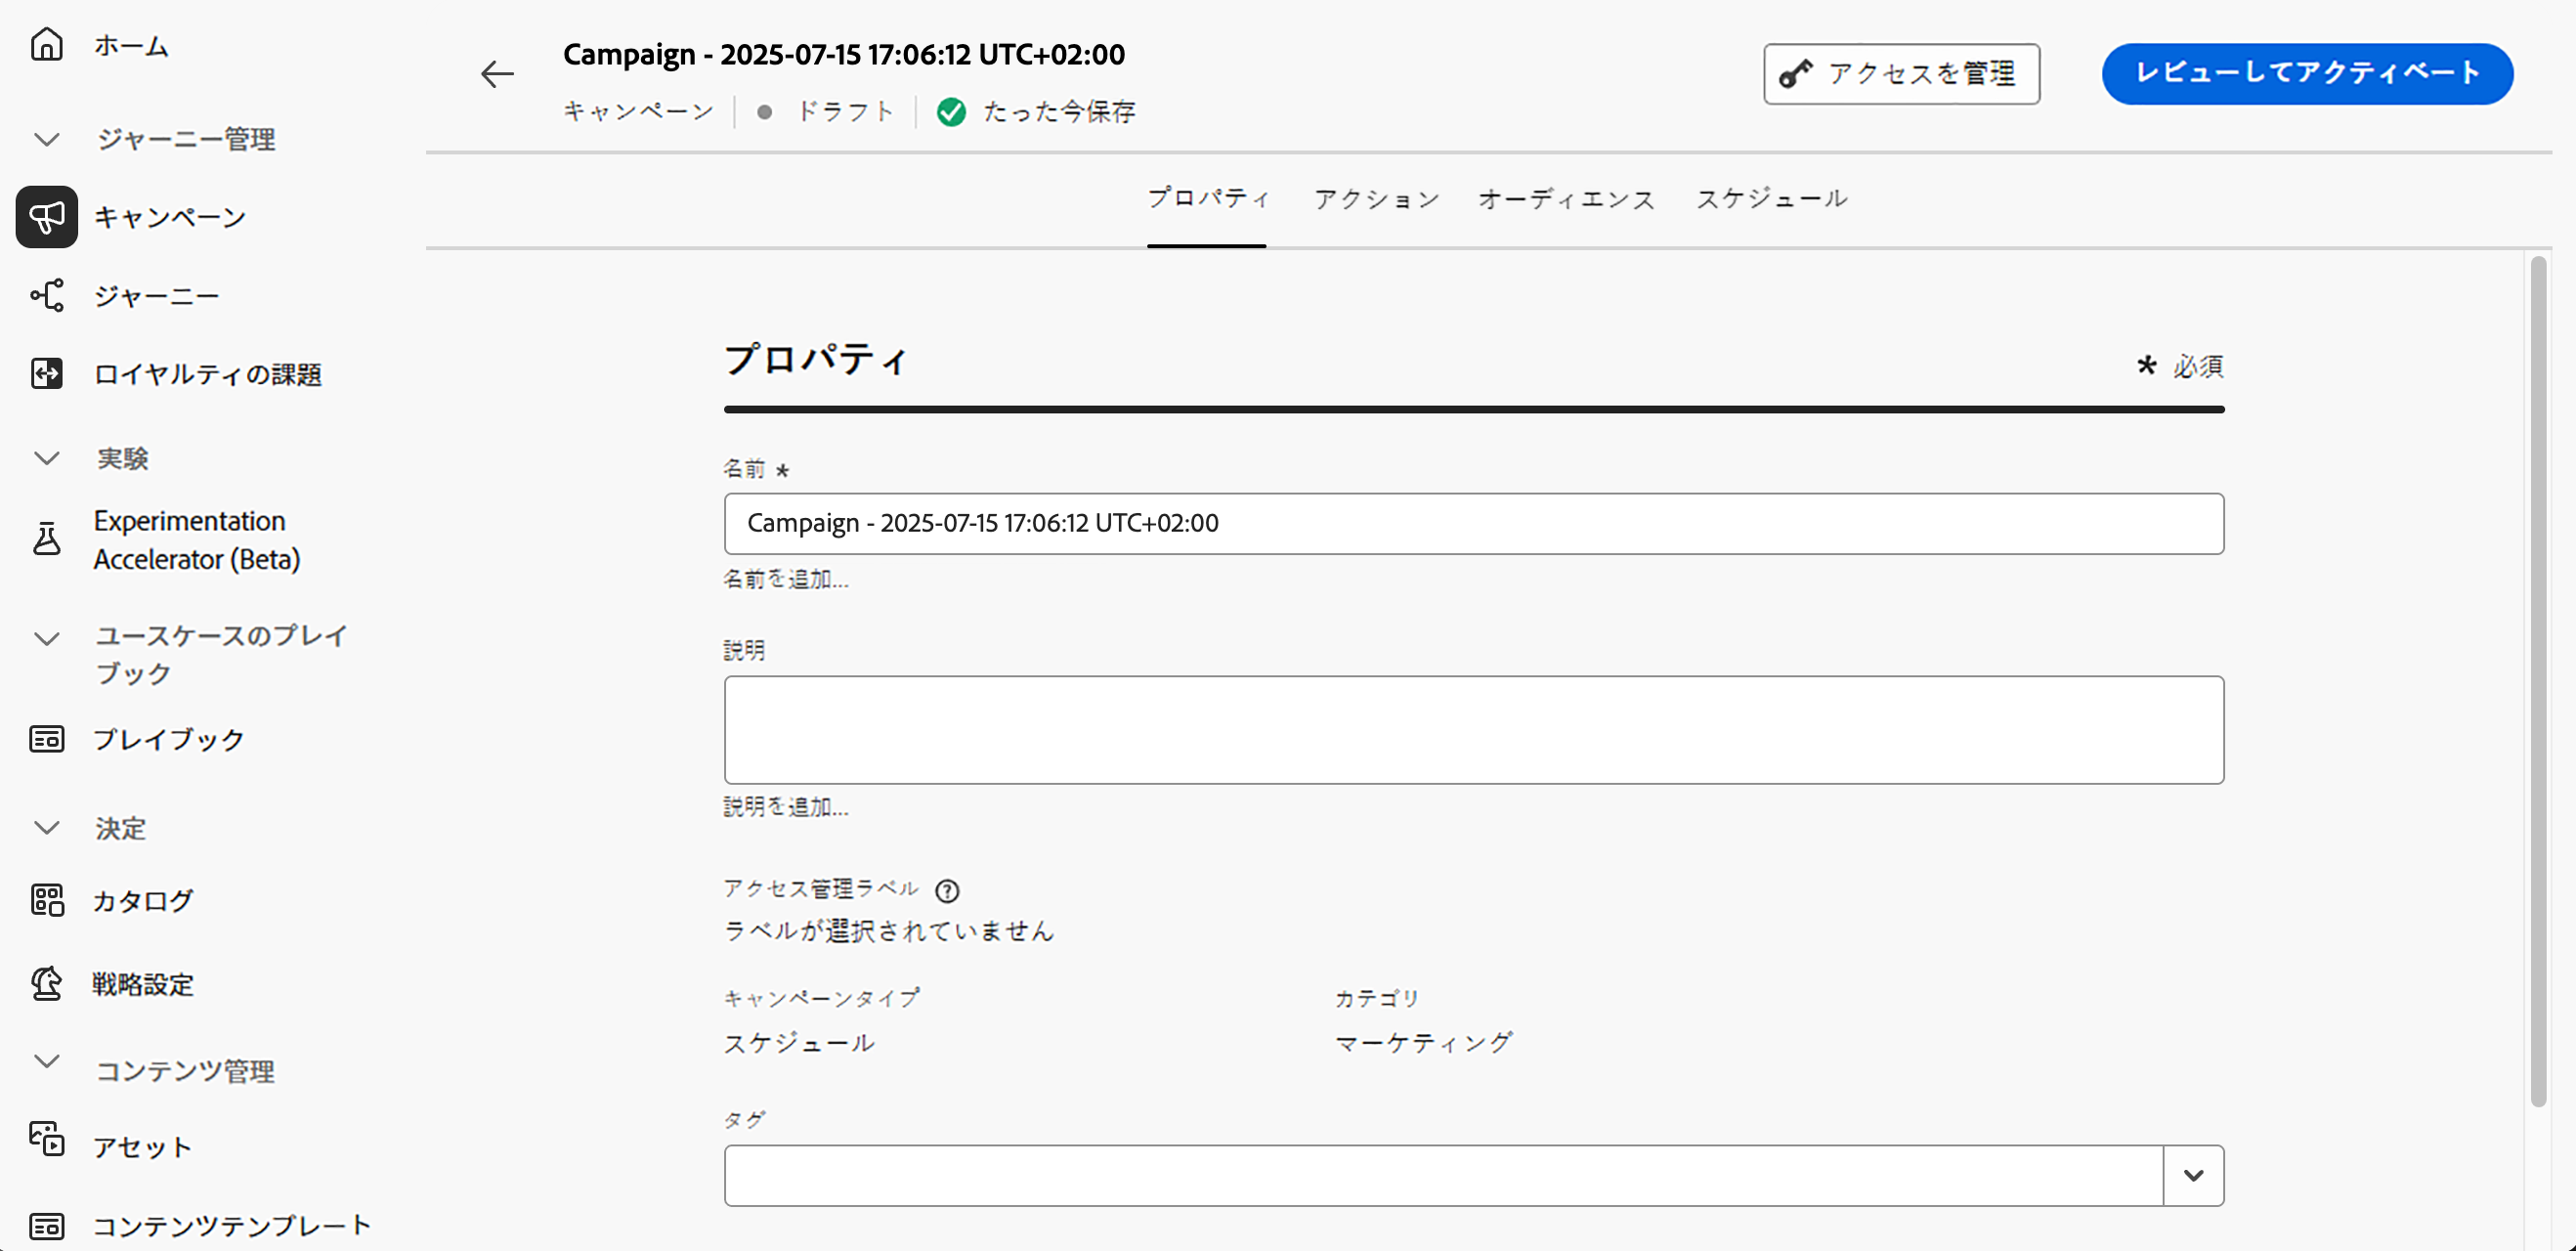 ホーム
ジャーニー管理
キャンペーン
ジャーニー
ロイヤルティの課題
実験
Experimentation
Accelerator (Beta)
ユースケースのプレイ
ブック
プレイブック
決定
カタログ
戦略設定
コンテンツ管理
アセット
コンテンツテンプレート
Campaign - 2025-07-15 17:06:12 UTC+02:00
キャンペーン ドラフト たった今保存
アクセスを管理
レビューしてアクティベート
プロパティ アクション オーディエンス スケジュール
プロパティ
* 必須
名前 *
Campaign - 2025-07-15 17:06:12 UTC+02:00
名前を追加...
説明
説明を追加...
アクセス管理ラベル
ラベルが選択されていません
キャンペーンタイプ カテゴリ
スケジュール マーケティング
タグ